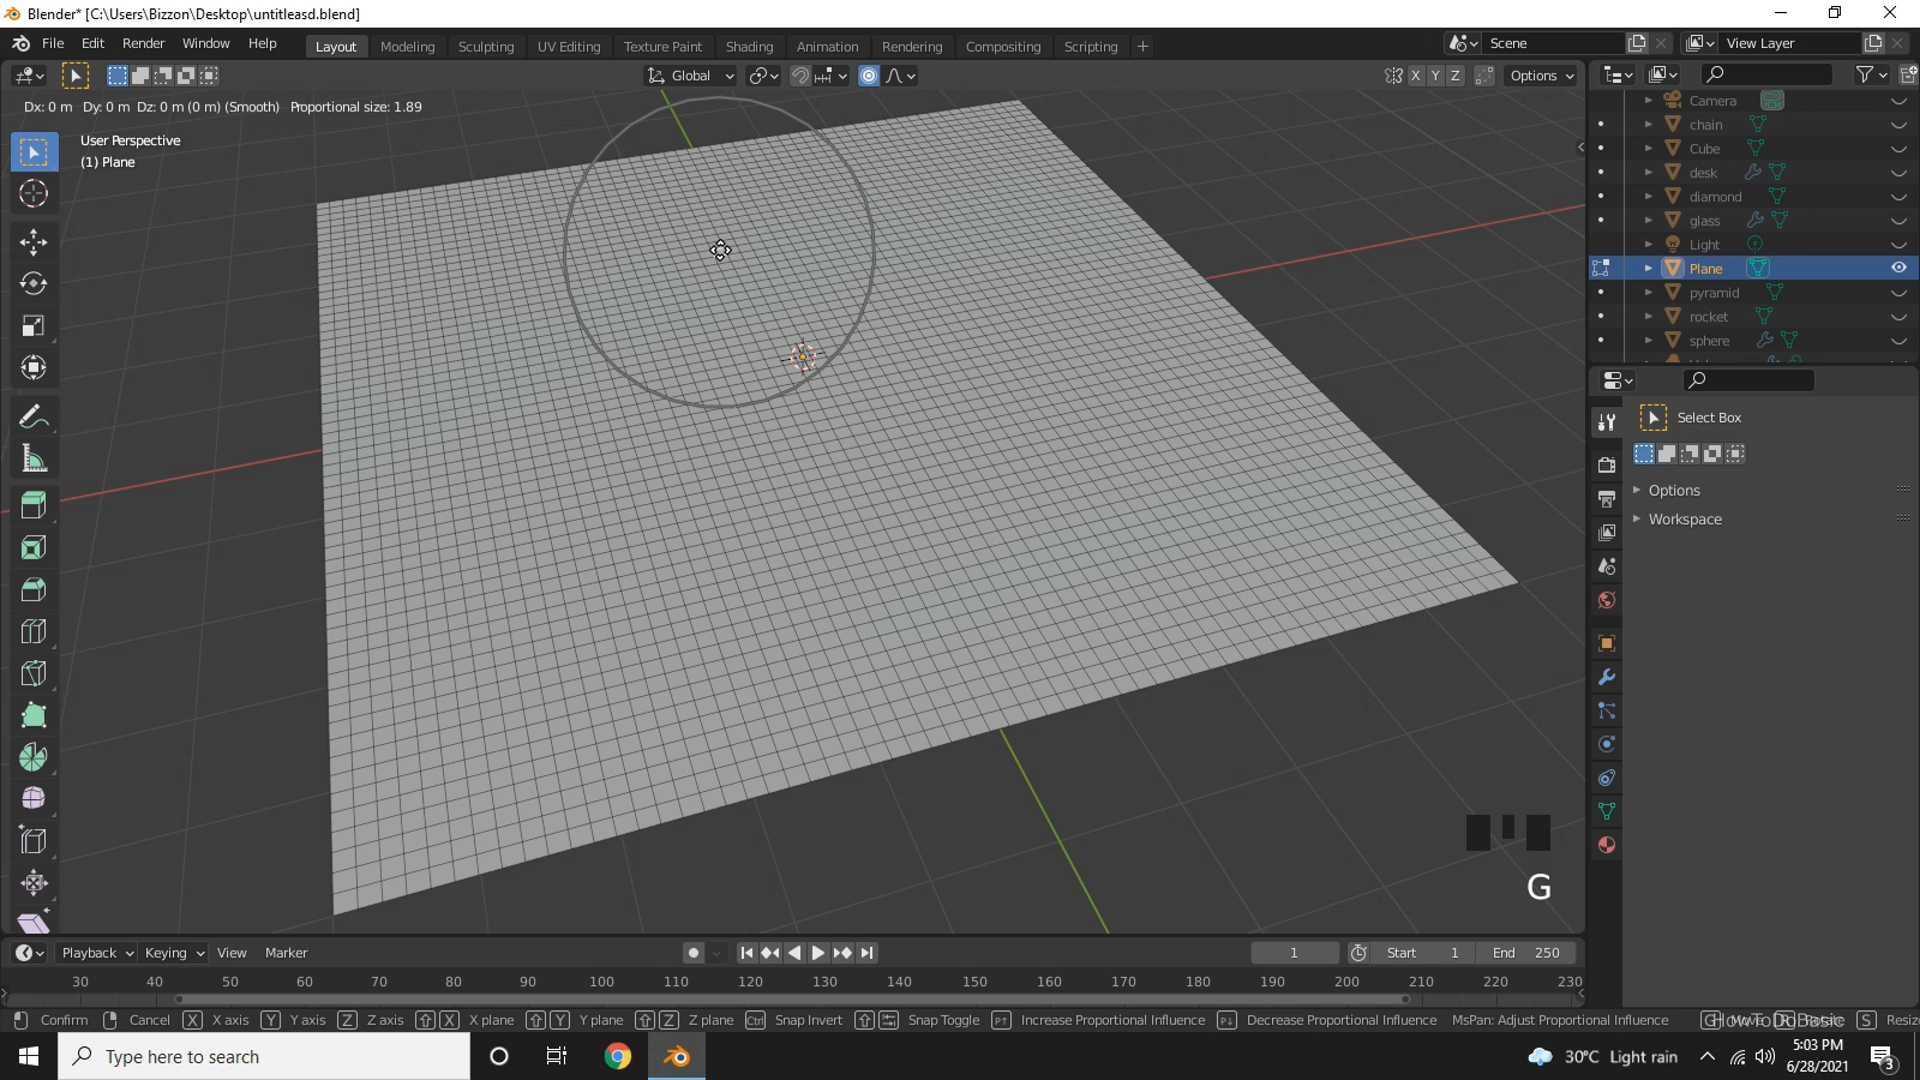 Blender* [C:\Users\Bizzon\Desktop\untitleasd.blend]
File Edit Render Window Help
Layout Modeling Sculpting UV Editing Texture Paint Shading Animation Rendering Compositing Scripting +
Scene
View Layer
Global
X Y Z Options
Dx: 0 m Dy: 0 m Dz: 0 m (0 m) (Smooth) Proportional size: 1.89
User Perspective
(1) Plane
Camera
chain
Cube
desk
diamond
glass
Light
Plane
pyramid
rocket
sphere
Select Box
Options
Workspace
G
Playback Keying View Marker
1 Start 1 End 250
30 40 50 60 70 80 90 100 110 120 130 140 150 160 170 180 190 200 210 220 230
Confirm Cancel X X axis Y Y axis Z Z axis X X plane Y Y plane Z Z plane Ctrl Snap Invert Snap Toggle Increase Proportional Influence Decrease Proportional Influence MsPan: Adjust Proportional Influence
HowToDoBasic
S Resize
Type here to search
30°C Light rain
5:03 PM
6/28/2021
3